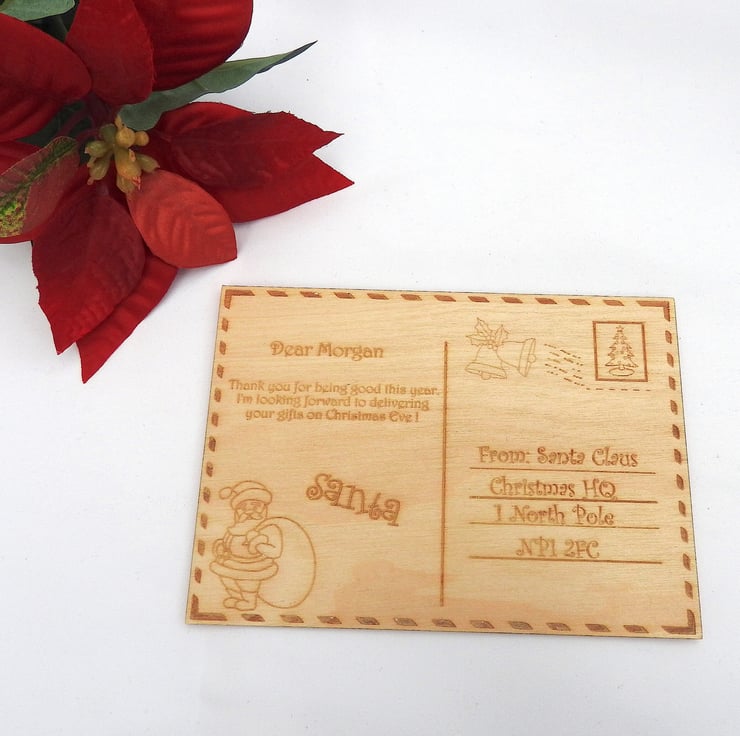 Dear Morgan
Thank you for being good this year.
I'm looking forward to delivering
your gifts on Christmas Eve !
Santa
From: Santa Claus
Christmas HQ
1 North Pole
NP1 2FC